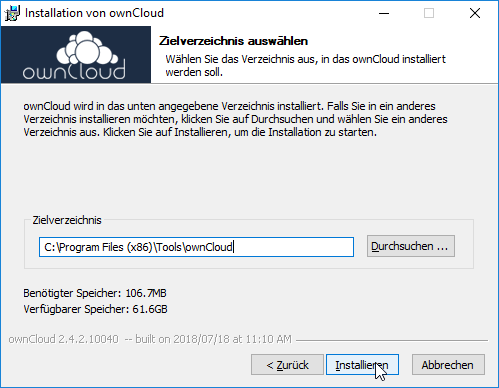 Installation von ownCloud
ownCloud
Zielverzeichnis auswählen
Wählen Sie das Verzeichnis aus, in das ownCloud installiert
werden soll.
ownCloud wird in das unten angegebene Verzeichnis installiert. Falls Sie in ein anderes
Verzeichnis installieren möchten, klicken Sie auf Durchsuchen und wählen Sie ein anderes
Verzeichnis aus. Klicken Sie auf Installieren, um die Installation zu starten.
Zielverzeichnis
C:\Program Files (x86)\Tools\ownCloud
Durchsuchen ...
Benötigter Speicher: 106.7MB
Verfügbarer Speicher: 61.6GB
ownCloud 2.4.2.10040 -- built on 2018/07/18 at 11:10 AM
< Zurück
Installieren
Abbrechen